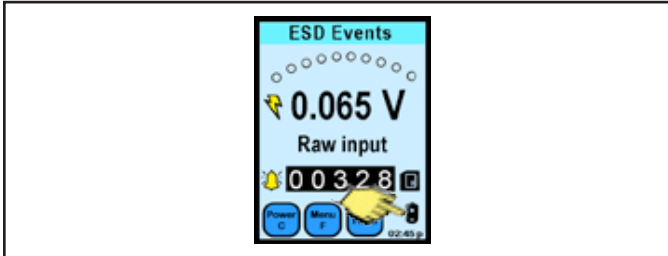 ESD Events
0.065 V
Raw input
00328
Power Menu
C F
02:45 p